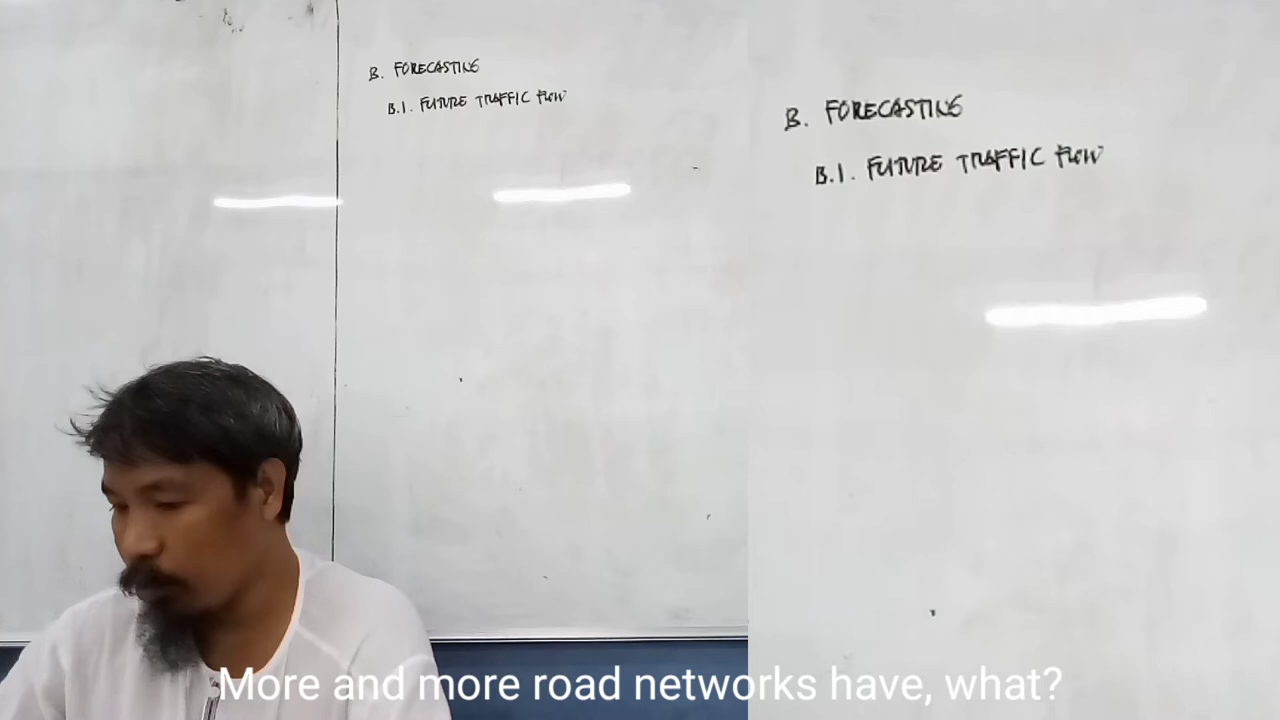 B. FORECASTING
B.1. FUTURE TRAFFIC FLOW
B. FORECASTING
B.1. FUTURE TRAFFIC FLOW
More and more road networks have, what?